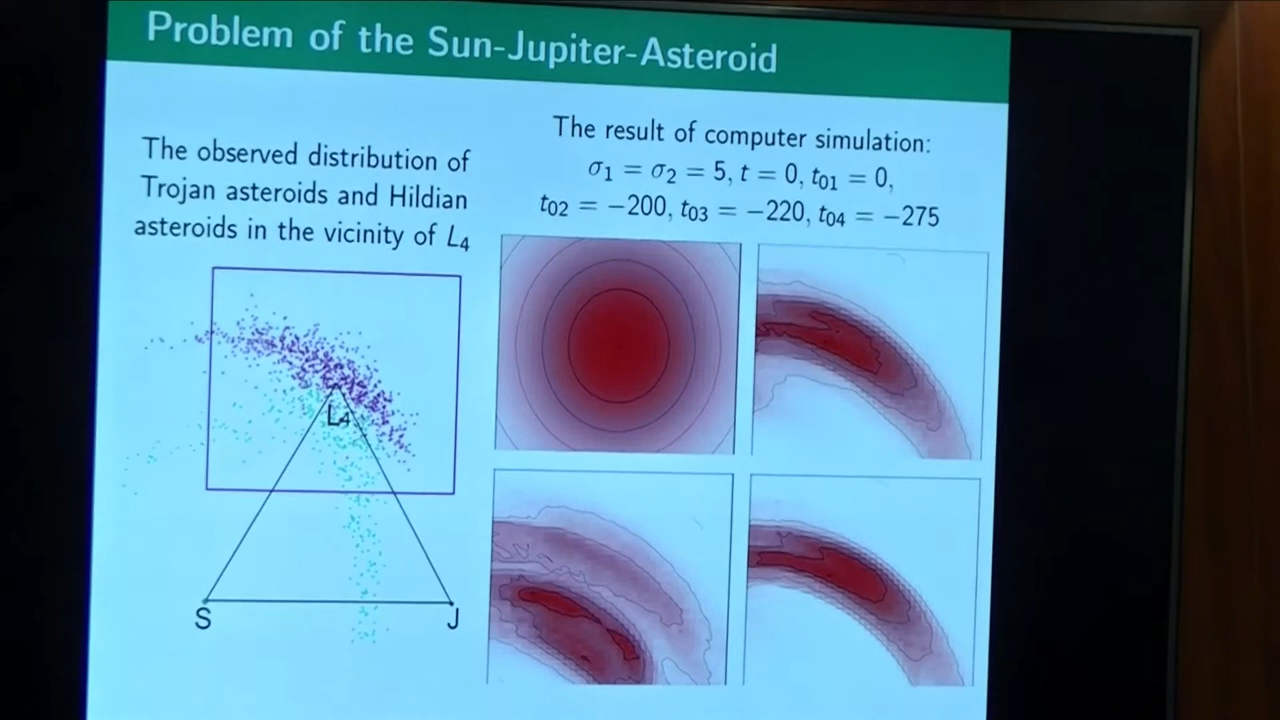 Problem of the Sun-Jupiter-Asteroid
The observed distribution of
Trojan asteroids and Hildian
asteroids in the vicinity of L₄
The result of computer simulation:
σ₁ = σ₂ = 5, t = 0, t₀₁ = 0,
t₀₂ = −200, t₀₃ = −220, t₀₄ = −275
L₄
S
J